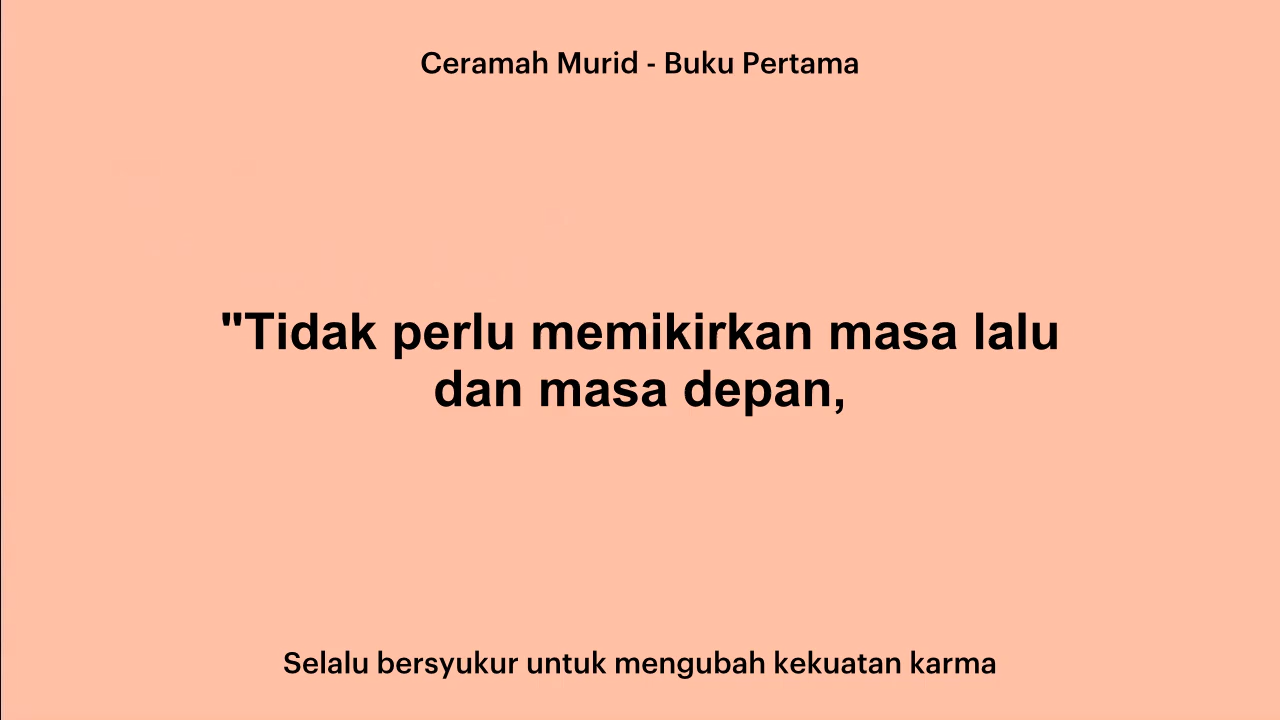 Ceramah Murid - Buku Pertama
"Tidak perlu memikirkan masa lalu
dan masa depan,
Selalu bersyukur untuk mengubah kekuatan karma